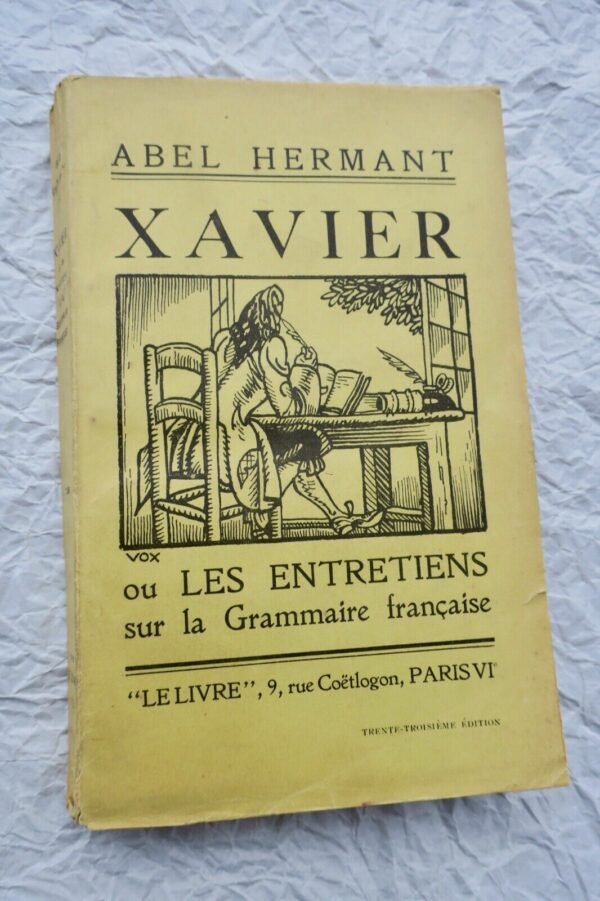 ABEL HERMANT
XAVIER
VOX
ou LES ENTRETIENS
sur la Grammaire française
"LE LIVRE", 9, rue Coëtlogon, PARIS VIᵉ
TRENTE-TROISIÈME ÉDITION